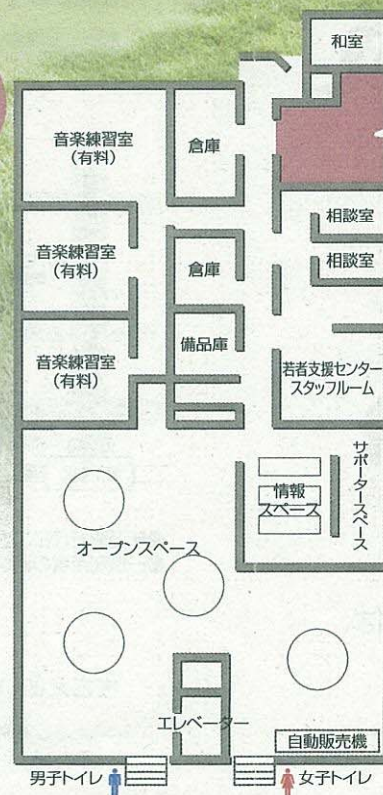 和室
音楽練習室
(有料)
倉庫
相談室
音楽練習室
(有料)
相談室
倉庫
備品庫
音楽練習室
(有料)
若者支援センター
スタッフルーム
情報
スペース
サポータースペース
オープンスペース
エレベーター
自動販売機
男子トイレ
女子トイレ